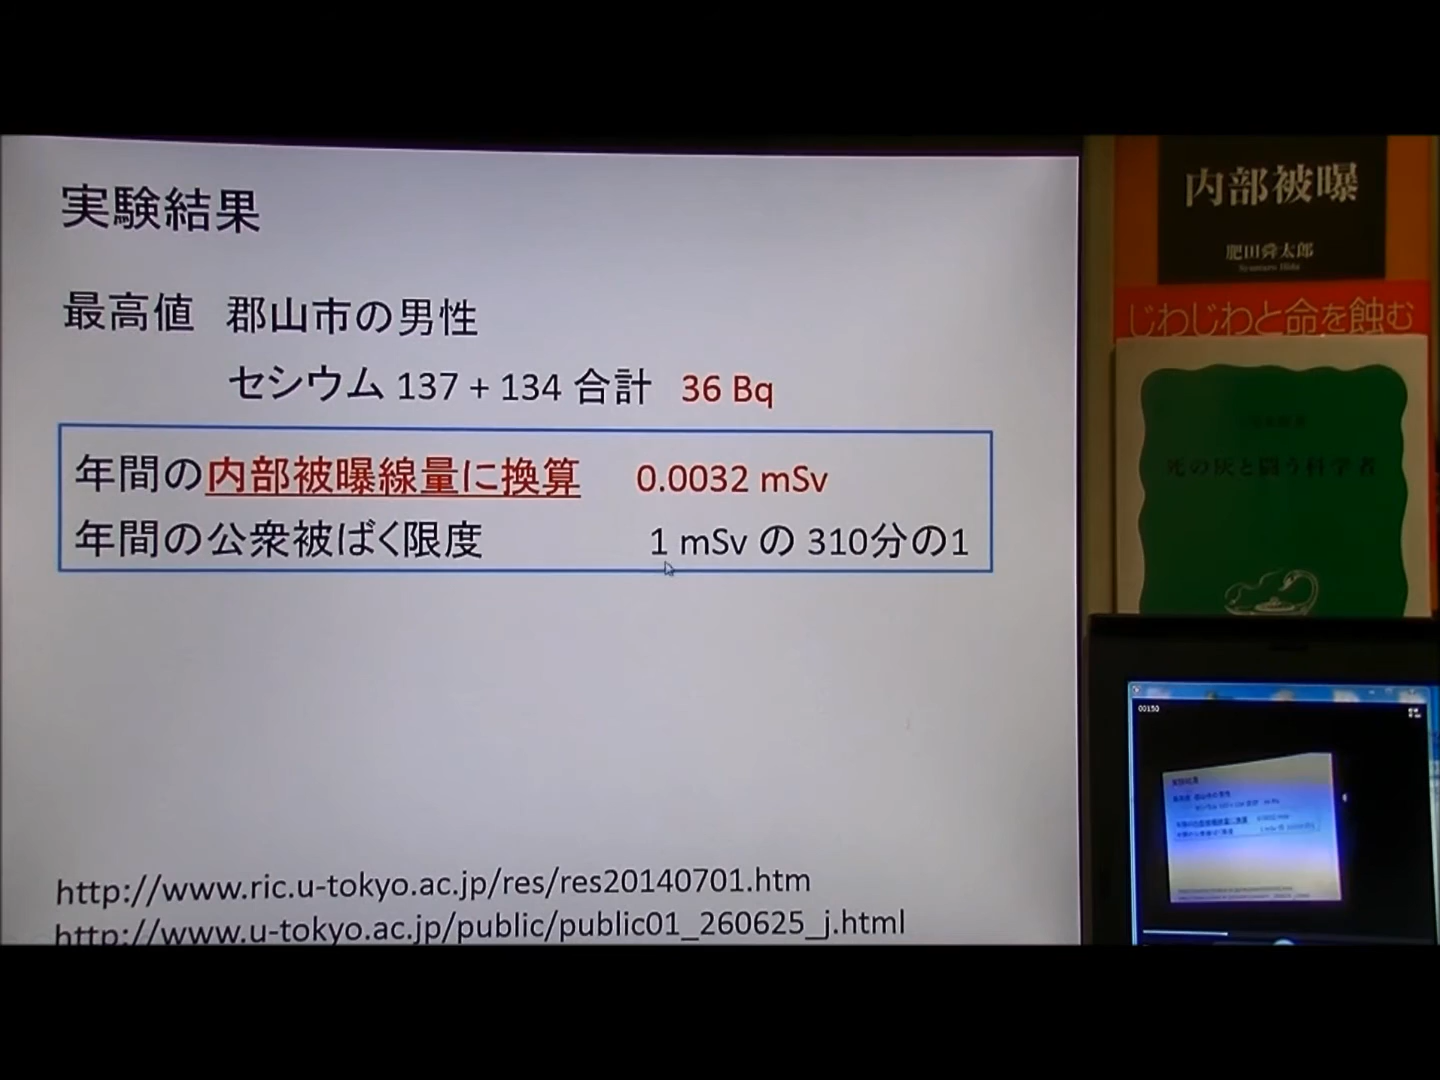 実験結果
最高値 郡山市の男性
セシウム 137 + 134 合計 36 Bq
年間の内部被曝線量に換算 0.0032 mSv
年間の公衆被ばく限度 1 mSv の 310分の1
http://www.ric.u-tokyo.ac.jp/res/res20140701.htm
http://www.u-tokyo.ac.jp/public/public01_260625_j.html
内部被曝
肥田舜太郎
Syuntaro Hida
じわじわと命を蝕む
死の灰と闘う科学者
00150